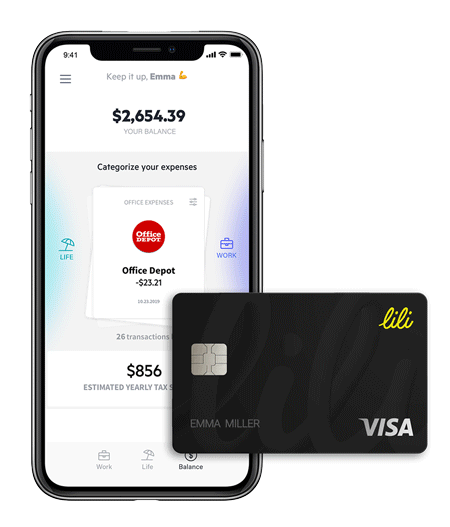 9:41
Keep it up, Emma 💪
$2,654.39
YOUR BALANCE
Categorize your expenses
OFFICE EXPENSES
Office
DEPOT
LIFE
WORK
Office Depot
-$23.21
10.23.2019
26 transactions
$856
ESTIMATED YEARLY TAX
Work
Life
Balance
lili
EMMA MILLER
VISA